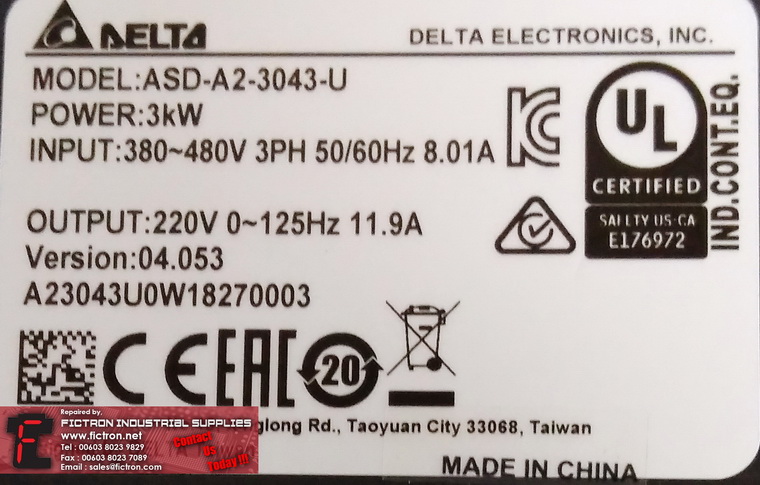 DELTA
DELTA ELECTRONICS, INC.
MODEL:ASD-A2-3043-U
POWER:3kW
INPUT:380~480V 3PH 50/60Hz 8.01A
OUTPUT:220V 0~125Hz 11.9A
Version:04.053
A23043U0W18270003
UL
CERTIFIED
SAFETY US-CA
E176972
IND.CONT.EQ.
KC
CE EAC 20
glong Rd., Taoyuan City 33068, Taiwan
MADE IN CHINA
Repaired by,
FICTRON INDUSTRIAL SUPPLIES
www.fictron.net
Tel : 00603 8023 9829
Fax : 00603 8023 7089
Email : sales@fictron.com
Contact
Us
Today !!!